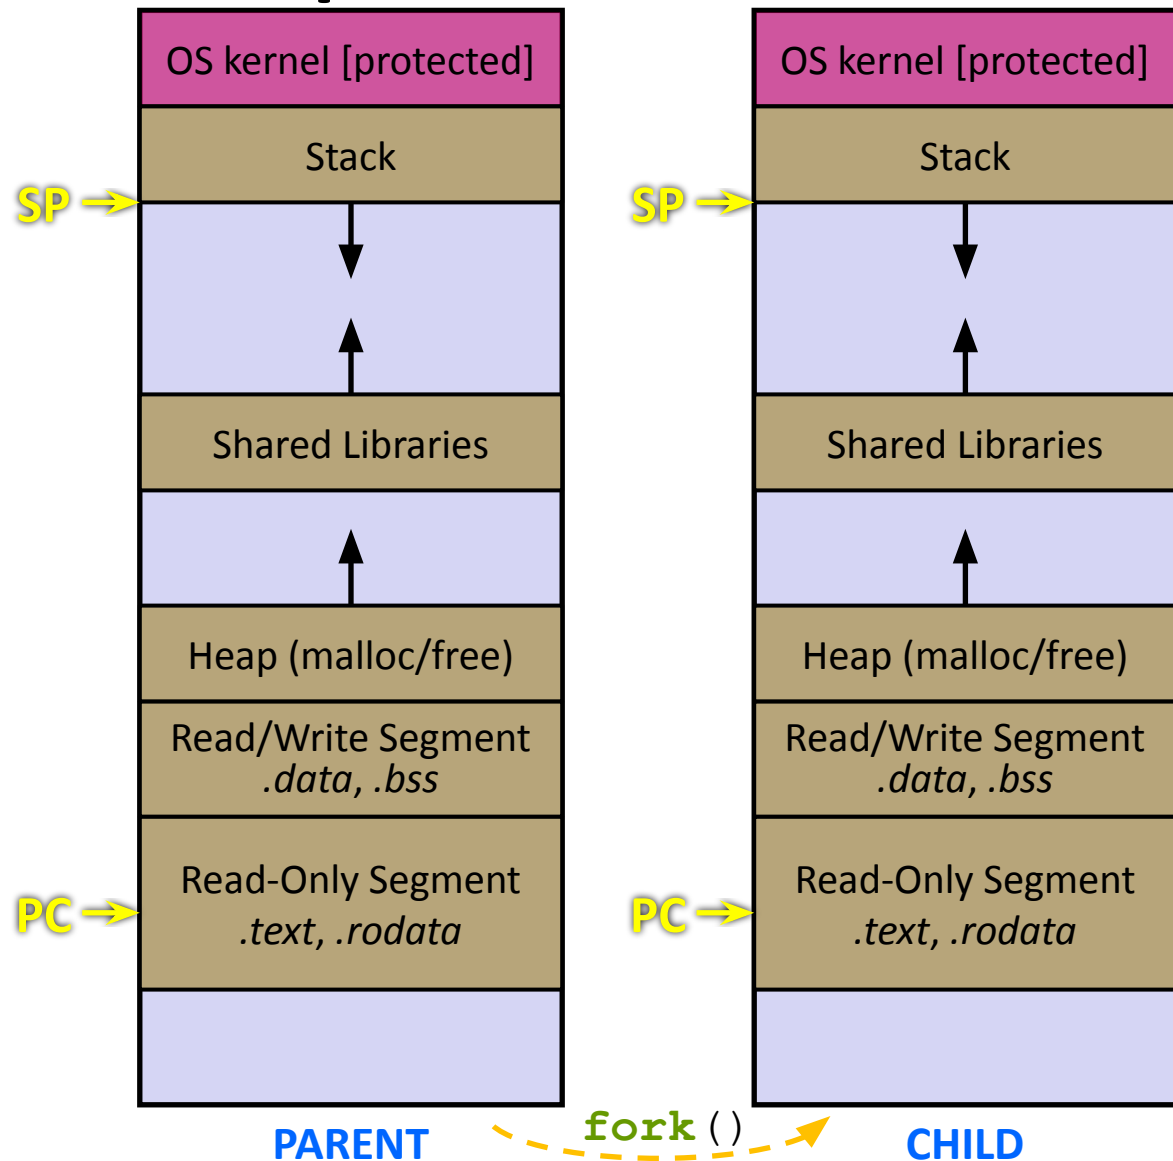 OS kernel [protected]
Stack
SP
Shared Libraries
Heap (malloc/free)
Read/Write Segment
.data, .bss
Read-Only Segment
.text, .rodata
PC
PARENT
fork()
OS kernel [protected]
Stack
SP
Shared Libraries
Heap (malloc/free)
Read/Write Segment
.data, .bss
Read-Only Segment
.text, .rodata
PC
CHILD